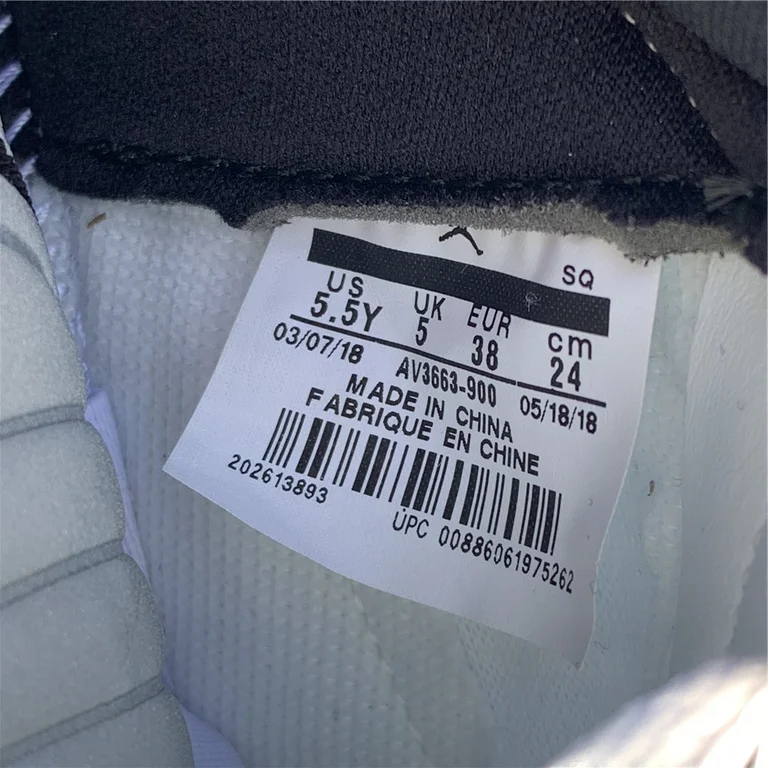 SQ
US UK EUR cm
5.5Y 5 38 24
03/07/18 AV3663-900 05/18/18
MADE IN CHINA
FABRIQUE EN CHINE
202613893
UPC 00886061975262